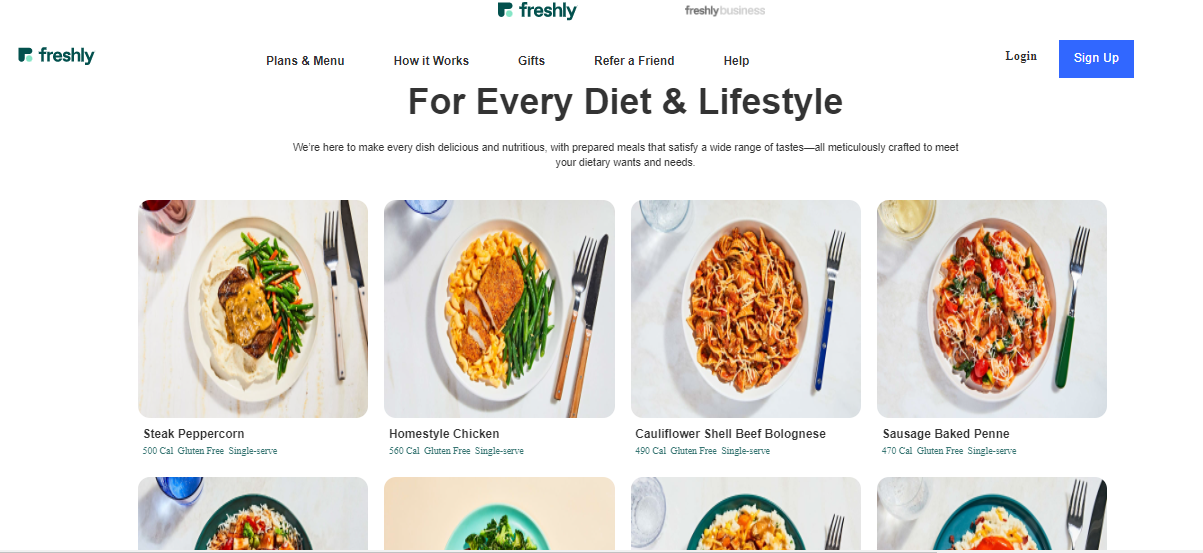 freshly
freshlybusiness
freshly
Plans & Menu
How it Works
Gifts
Refer a Friend
Help
Login
Sign Up
For Every Diet & Lifestyle
We're here to make every dish delicious and nutritious, with prepared meals that satisfy a wide range of tastes—all meticulously crafted to meet
your dietary wants and needs.
Steak Peppercorn
500 Cal Gluten Free Single-serve
Homestyle Chicken
560 Cal Gluten Free Single-serve
Cauliflower Shell Beef Bolognese
490 Cal Gluten Free Single-serve
Sausage Baked Penne
470 Cal Gluten Free Single-serve